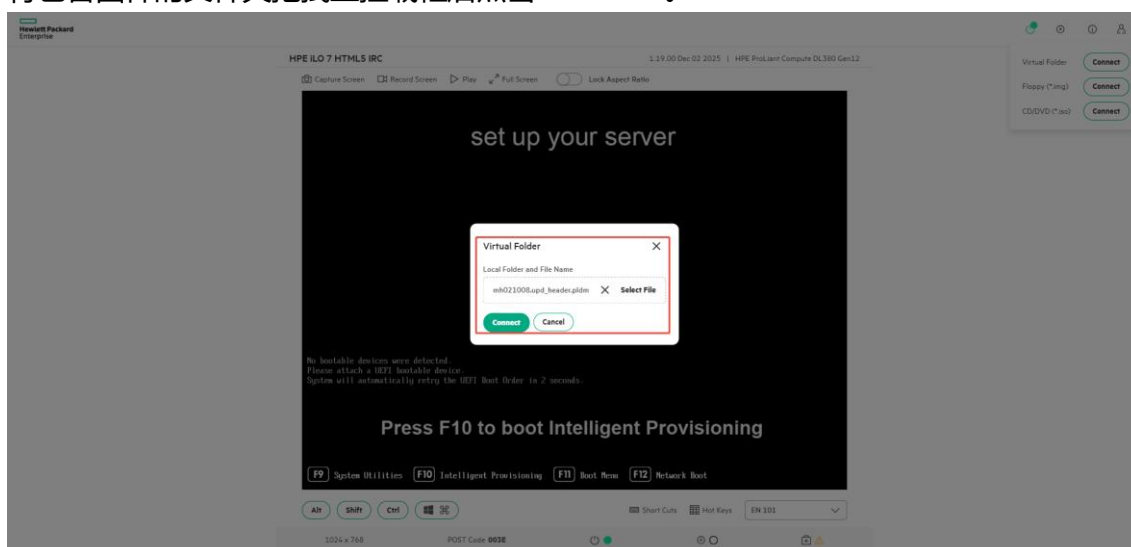 Hewlett Packard
Enterprise
HPE iLO 7 HTML5 IRC
1.19.00 Dec 02 2025 | HPE ProLiant Compute DL380 Gen12
Capture Screen Record Screen Play Full Screen Lock Aspect Ratio
Virtual Folder Connect
Floppy (*.img) Connect
CD/DVD (*.iso) Connect
set up your server
Virtual Folder
Local Folder and File Name
mh021008.upd_header.pldm Select File
Connect Cancel
No bootable devices were detected.
Please attach a UEFI bootable device.
System will automatically retry the UEFI Boot Order in 2 seconds.
Press F10 to boot Intelligent Provisioning
F9 System Utilities F10 Intelligent Provisioning F11 Boot Menu F12 Network Boot
Alt Shift Ctrl Short Cuts Hot Keys EN 101
1024 x 768 POST Code 003E